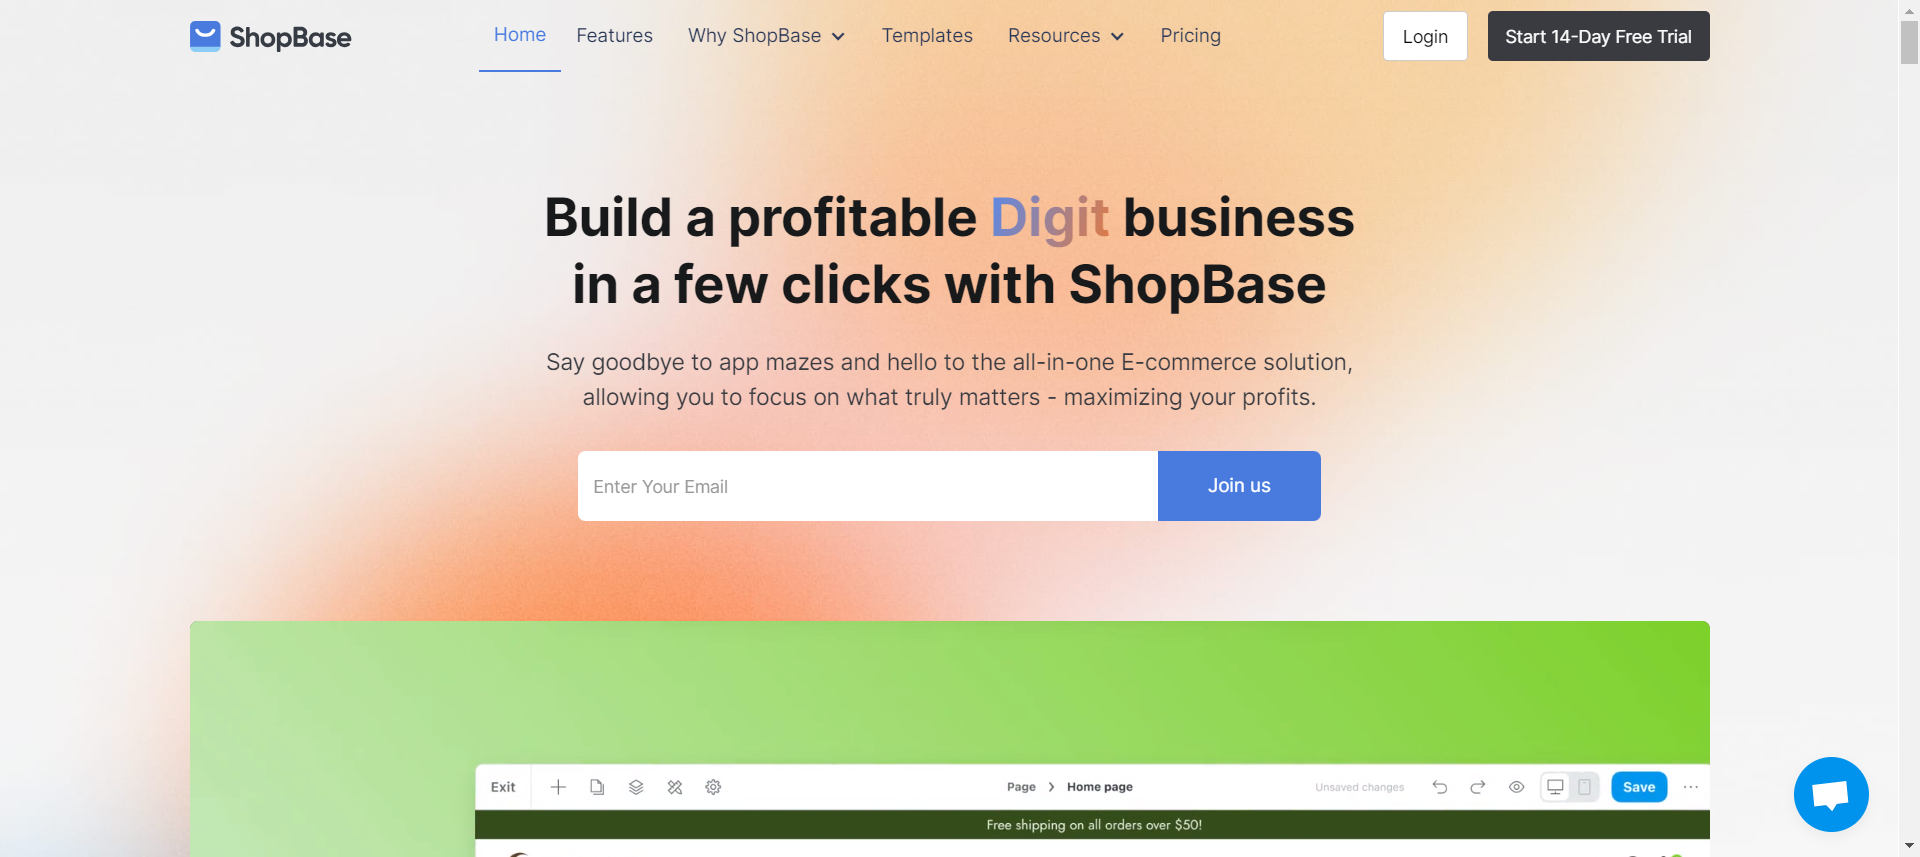 ShopBase
Home
Features
Why ShopBase
Templates
Resources
Pricing
Login
Start 14-Day Free Trial
Build a profitable Digit business
in a few clicks with ShopBase
Say goodbye to app mazes and hello to the all-in-one E-commerce solution,
allowing you to focus on what truly matters - maximizing your profits.
Enter Your Email
Join us
Exit
Page
Home page
Unsaved changes
Save
Free shipping on all orders over $50!